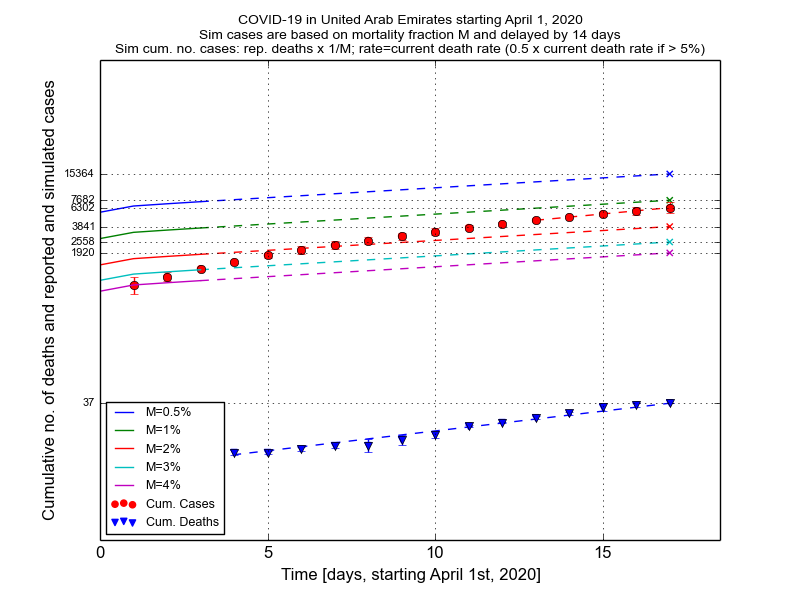 COVID-19 in United Arab Emirates starting April 1, 2020
Sim cases are based on mortality fraction M and delayed by 14 days
Sim cum. no. cases: rep. deaths x 1/M; rate=current death rate (0.5 x current death rate if > 5%)
Cumulative no. of deaths and reported and simulated cases
15364
7682
6302
3841
2558
1920
37
M=0.5%
M=1%
M=2%
M=3%
M=4%
Cum. Cases
Cum. Deaths
0 5 10 15
Time [days, starting April 1st, 2020]